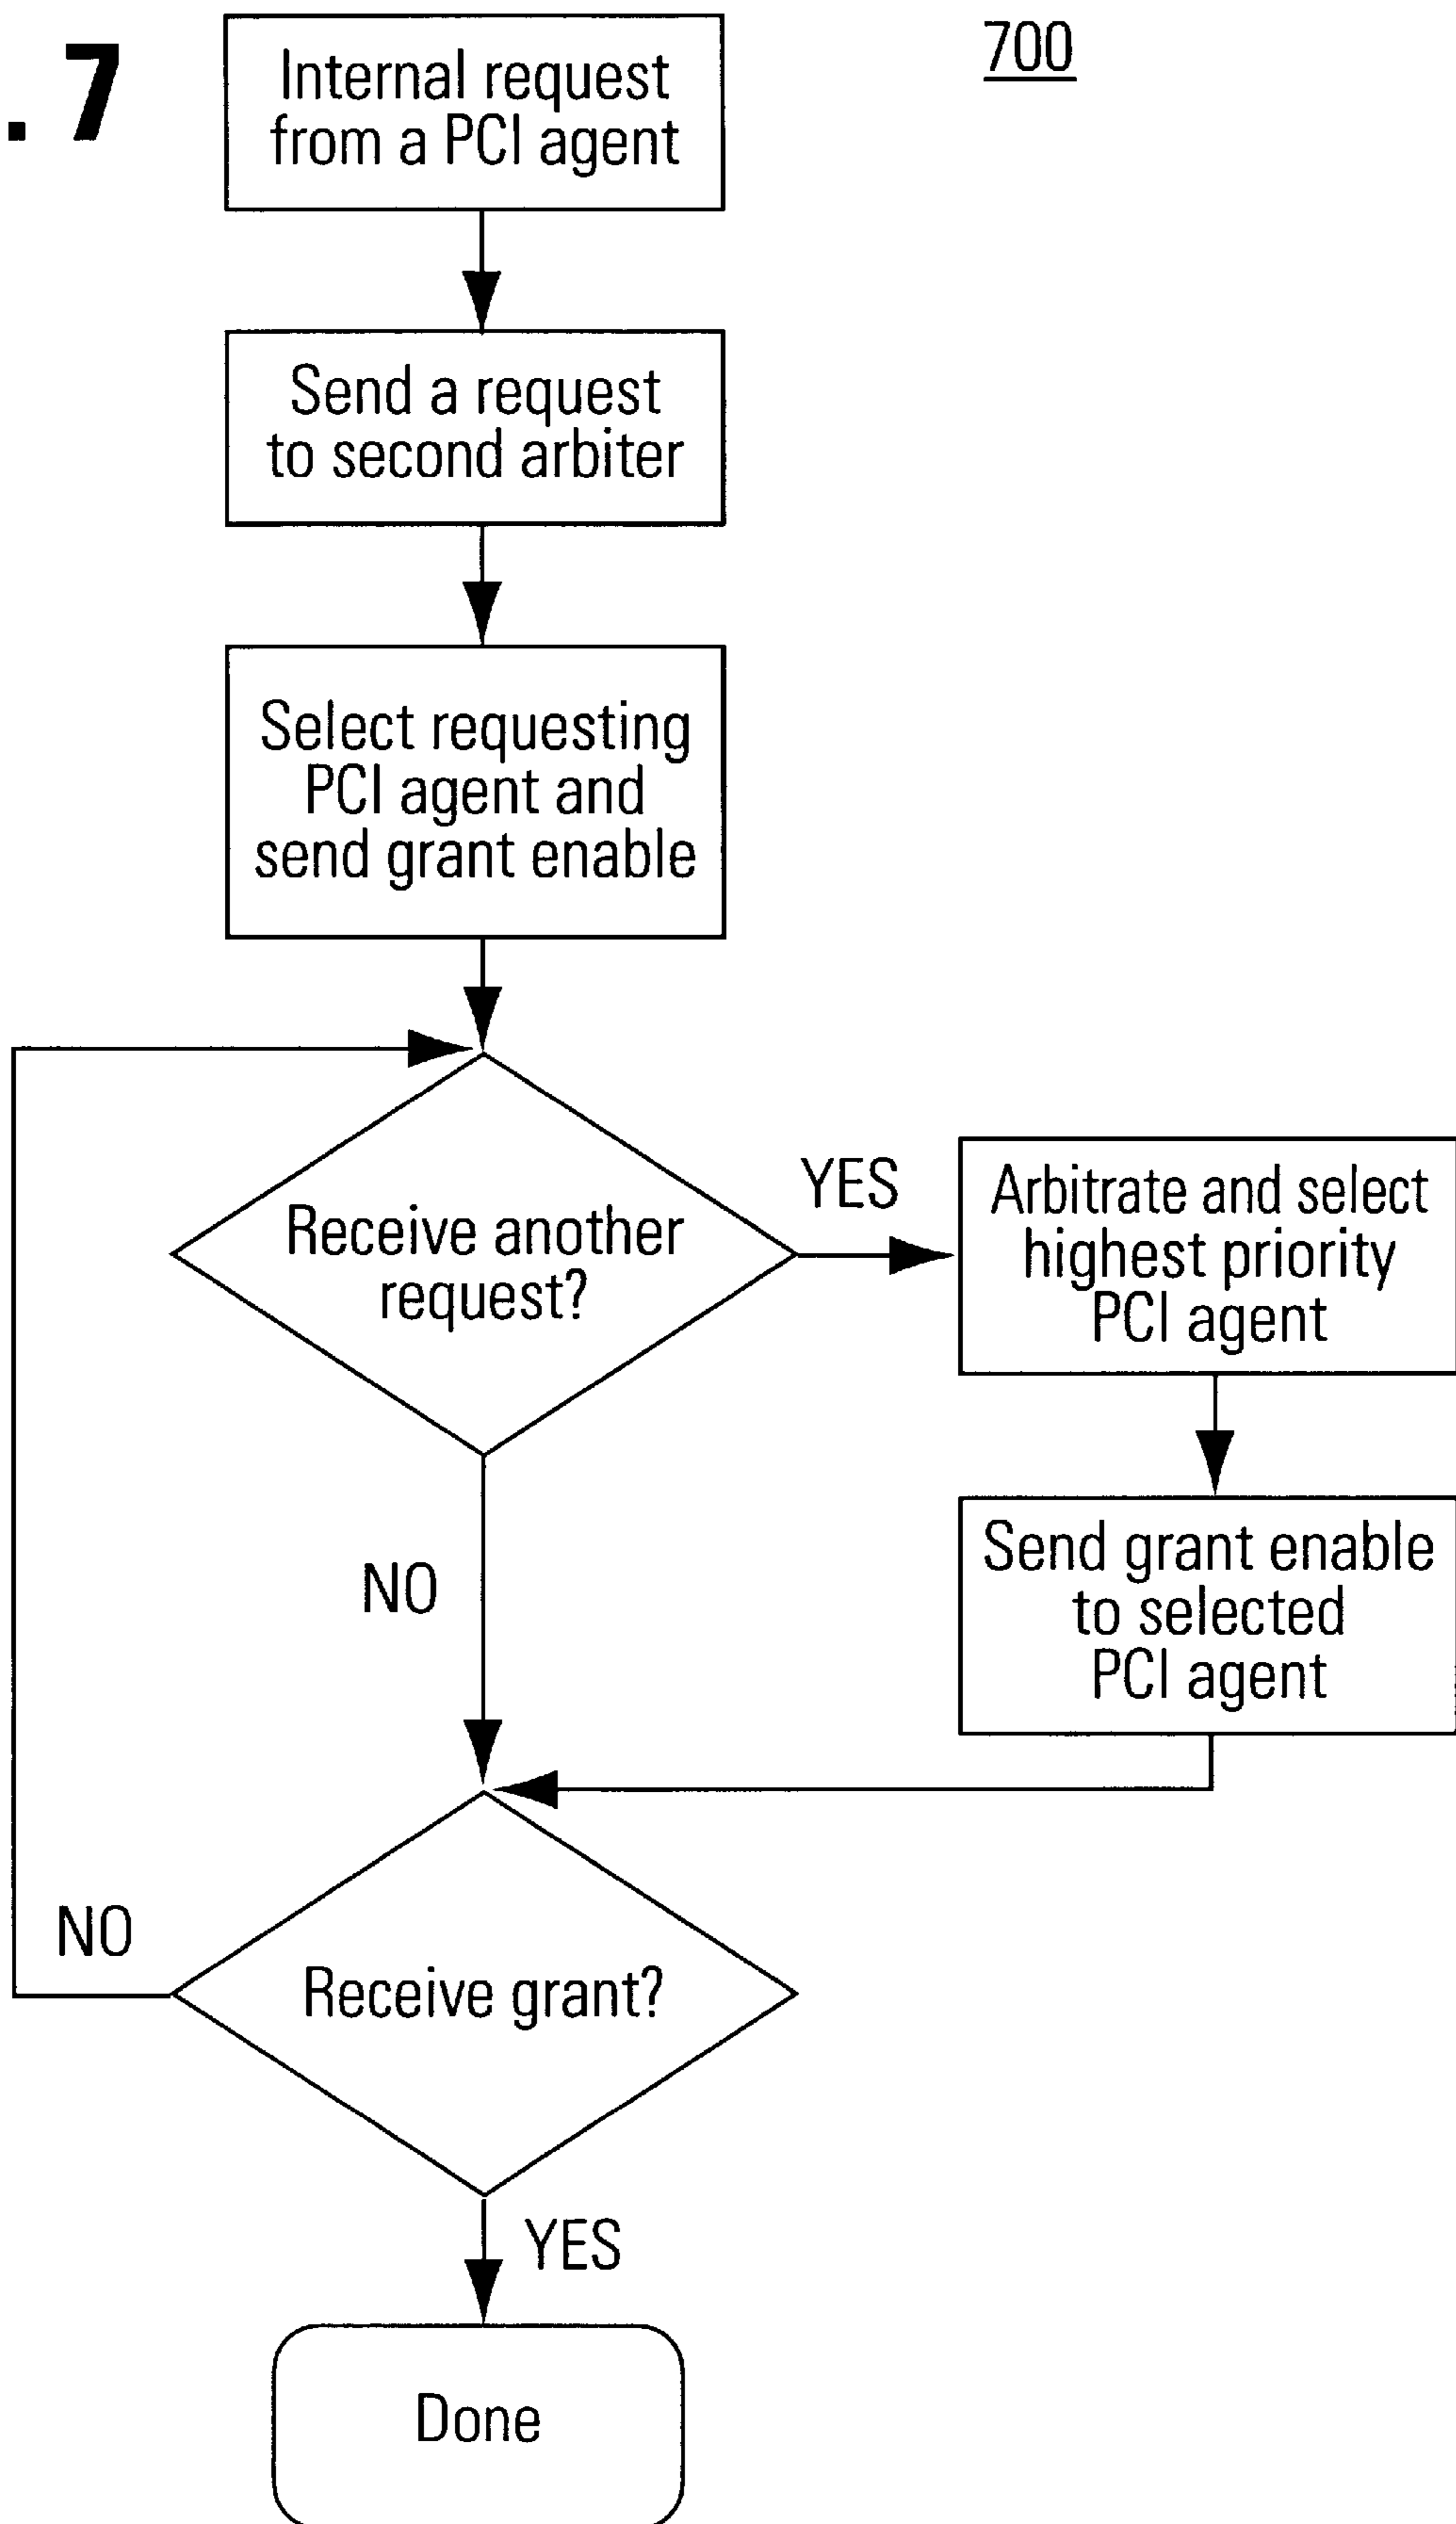 . 7
700
Internal request
from a PCI agent
Send a request
to second arbiter
Select requesting
PCI agent and
send grant enable
Receive another
request?
YES
Arbitrate and select
highest priority
PCI agent
NO
Send grant enable
to selected
PCI agent
NO
Receive grant?
YES
Done